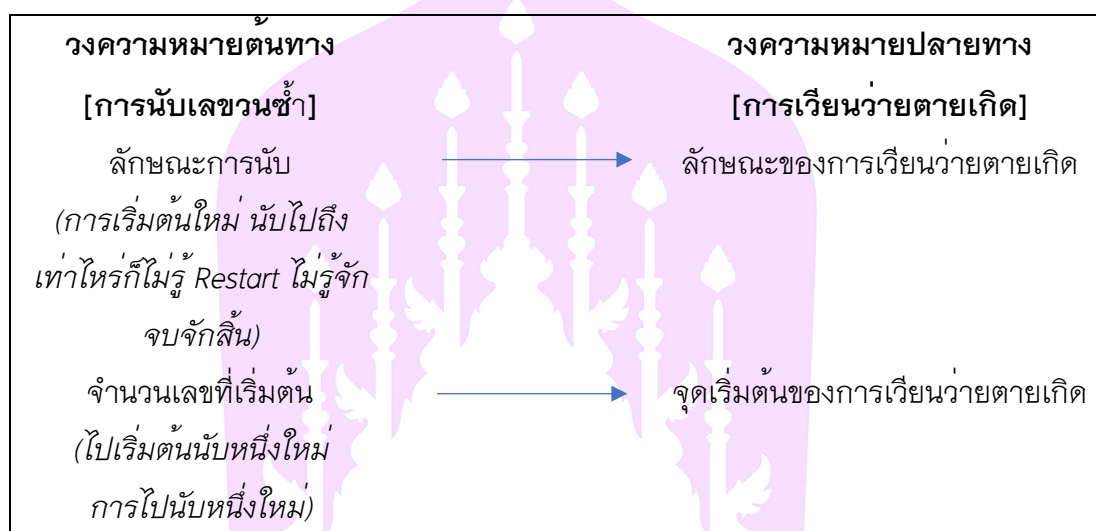 วงความหมายต้นทาง วงความหมายปลายทาง
[การนับเลขวนซ้ำ] [การเวียนว่ายตายเกิด]
ลักษณะการนับ ลักษณะของการเวียนว่ายตายเกิด
(การเริ่มต้นใหม่ นับไปถึง
เท่าไหร่ก็ไม่รู้ Restart ไม่รู้จัก
จบจักสิ้น)
จำนวนเลขที่เริ่มต้น จุดเริ่มต้นของการเวียนว่ายตายเกิด
(ไปเริ่มต้นนับหนึ่งใหม่
การไปนับหนึ่งใหม่)